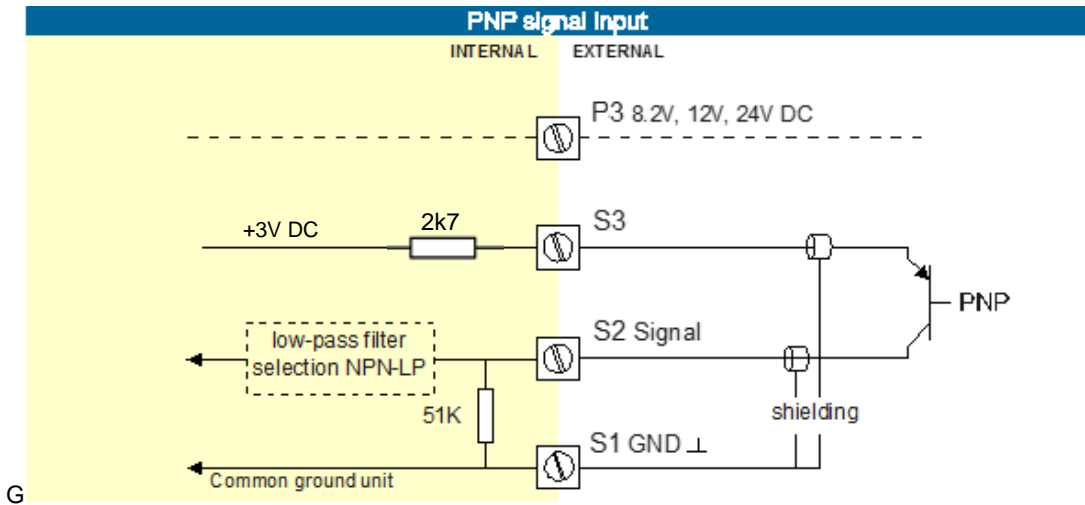 PNP signal input
INTERNAL EXTERNAL
P3 8.2V, 12V, 24V DC
+3V DC 2k7 S3
PNP
low-pass filter
selection NPN-LP
S2 Signal
51K
shielding
S1 GND ⊥
Common ground unit
G